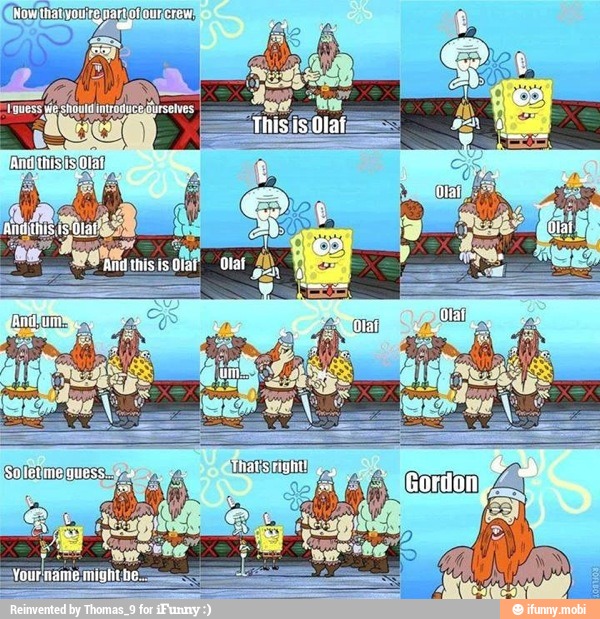 Now that you're part of our crew,
I guess we should introduce ourselves
This is Olaf
And this is Olaf
And this is Olaf
And this is Olaf
Olaf
Olaf
Olaf
And, um..
um...
Olaf
Olaf
So let me guess...
Your name might be...
That's right!
Gordon
ROFLBOT
Reinvented by Thomas_9 for iFunny :)
ifunny.mobi